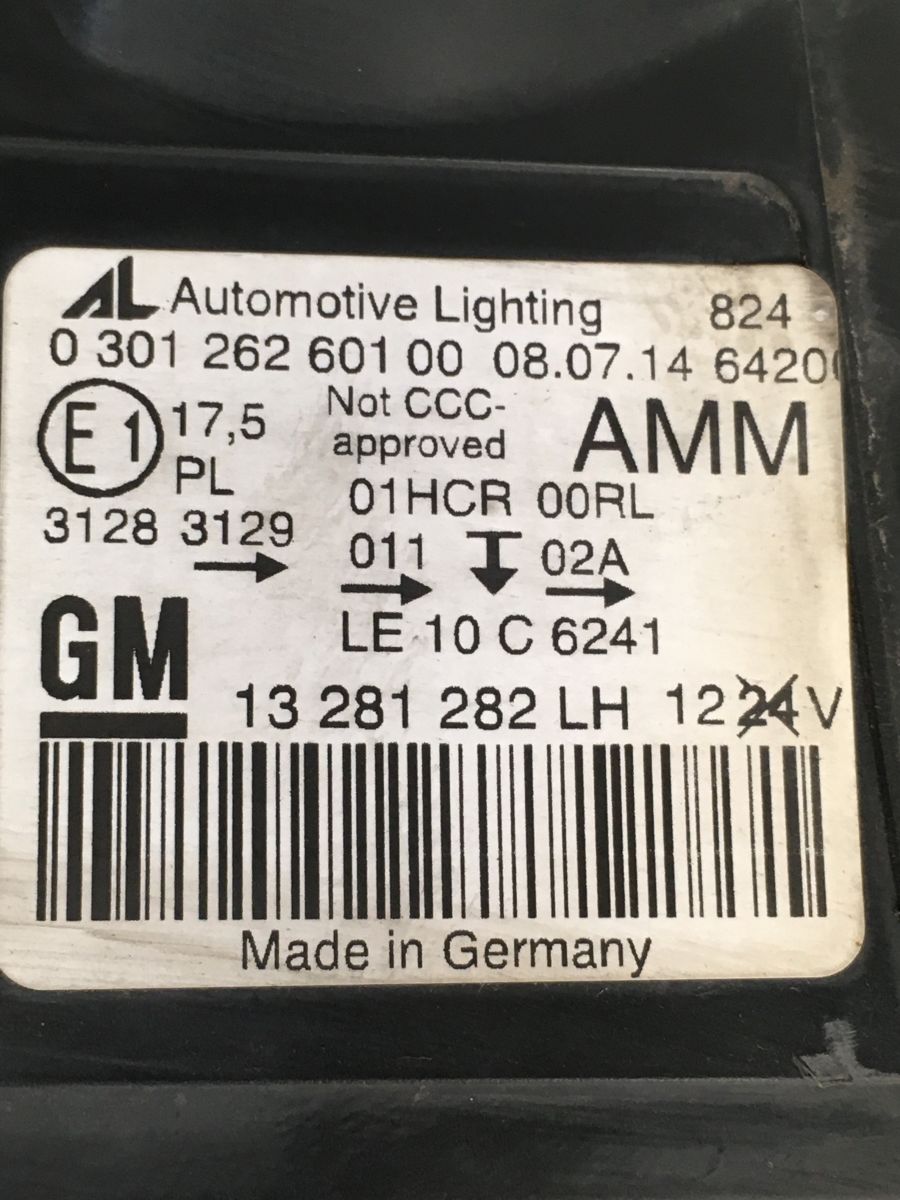 AL Automotive Lighting 824
0 301 262 601 00 08.07.14 6420
E1 17,5 Not CCC-
PL approved AMM
01HCR 00RL
3128 3129 011 02A
LE 10 C 6241
GM
13 281 282 LH 12 24 V
Made in Germany